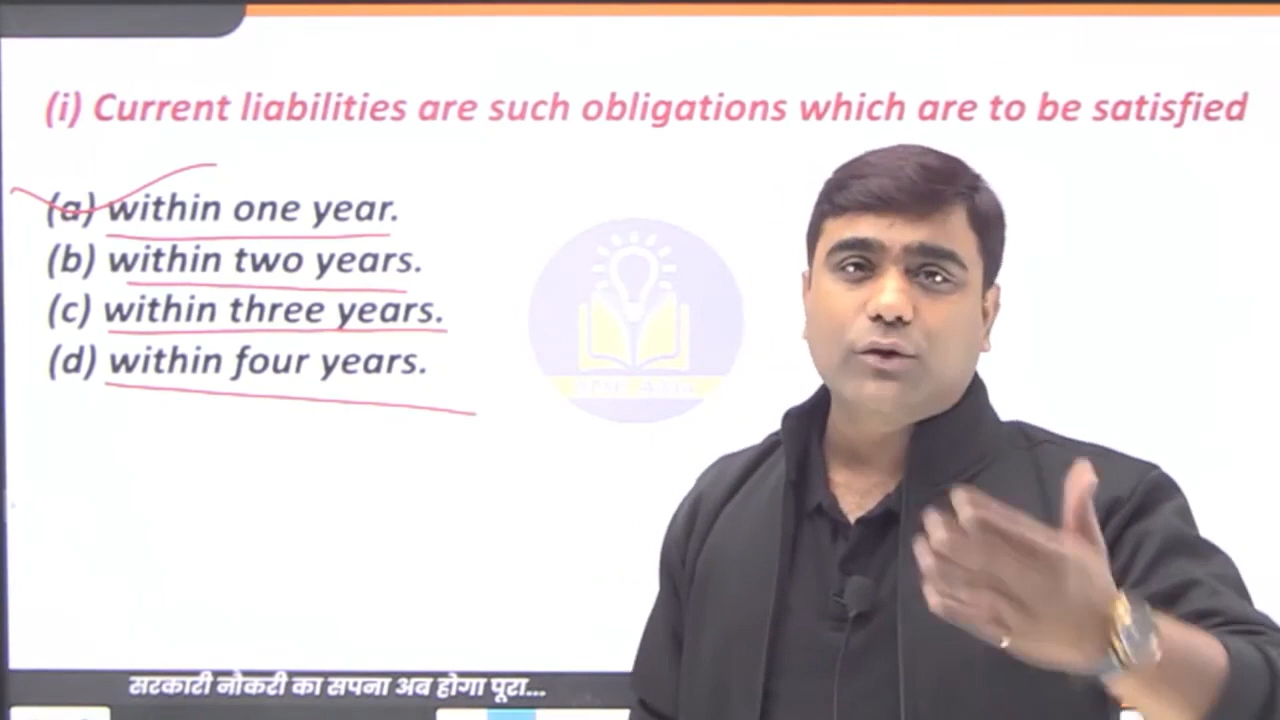 (i) Current liabilities are such obligations which are to be satisfied
(a) within one year.
(b) within two years.
(c) within three years.
(d) within four years.
सरकारी नोकरी का सपना अब होगा पूरा...